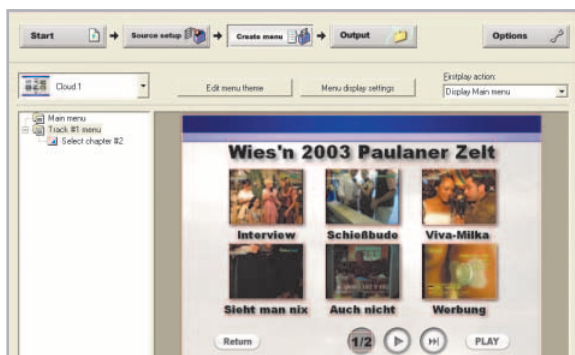 Start
Source setup
Create menu
Output
Options
Cloud 1
Edit menu theme
Menu display settings
Firstplay action:
Display Main menu
Main menu
Track #1 menu
Select chapter #2
Wies'n 2003 Paulaner Zelt
Interview
Schießbude
Viva-Milka
Sieht man nix
Auch nicht
Werbung
Return
1/2
PLAY